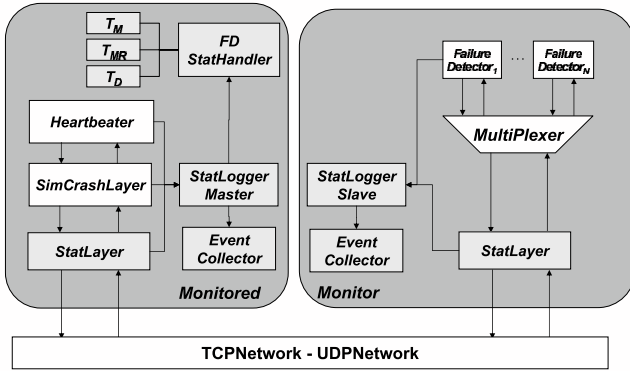 T_M
T_MR
T_D
FD
StatHandler
Heartbeater
SimCrashLayer
StatLayer
StatLogger
Master
Event
Collector
Monitored
Failure
Detector_1
...
Failure
Detector_N
MultiPlexer
StatLogger
Slave
Event
Collector
StatLayer
Monitor
TCPNetwork - UDPNetwork